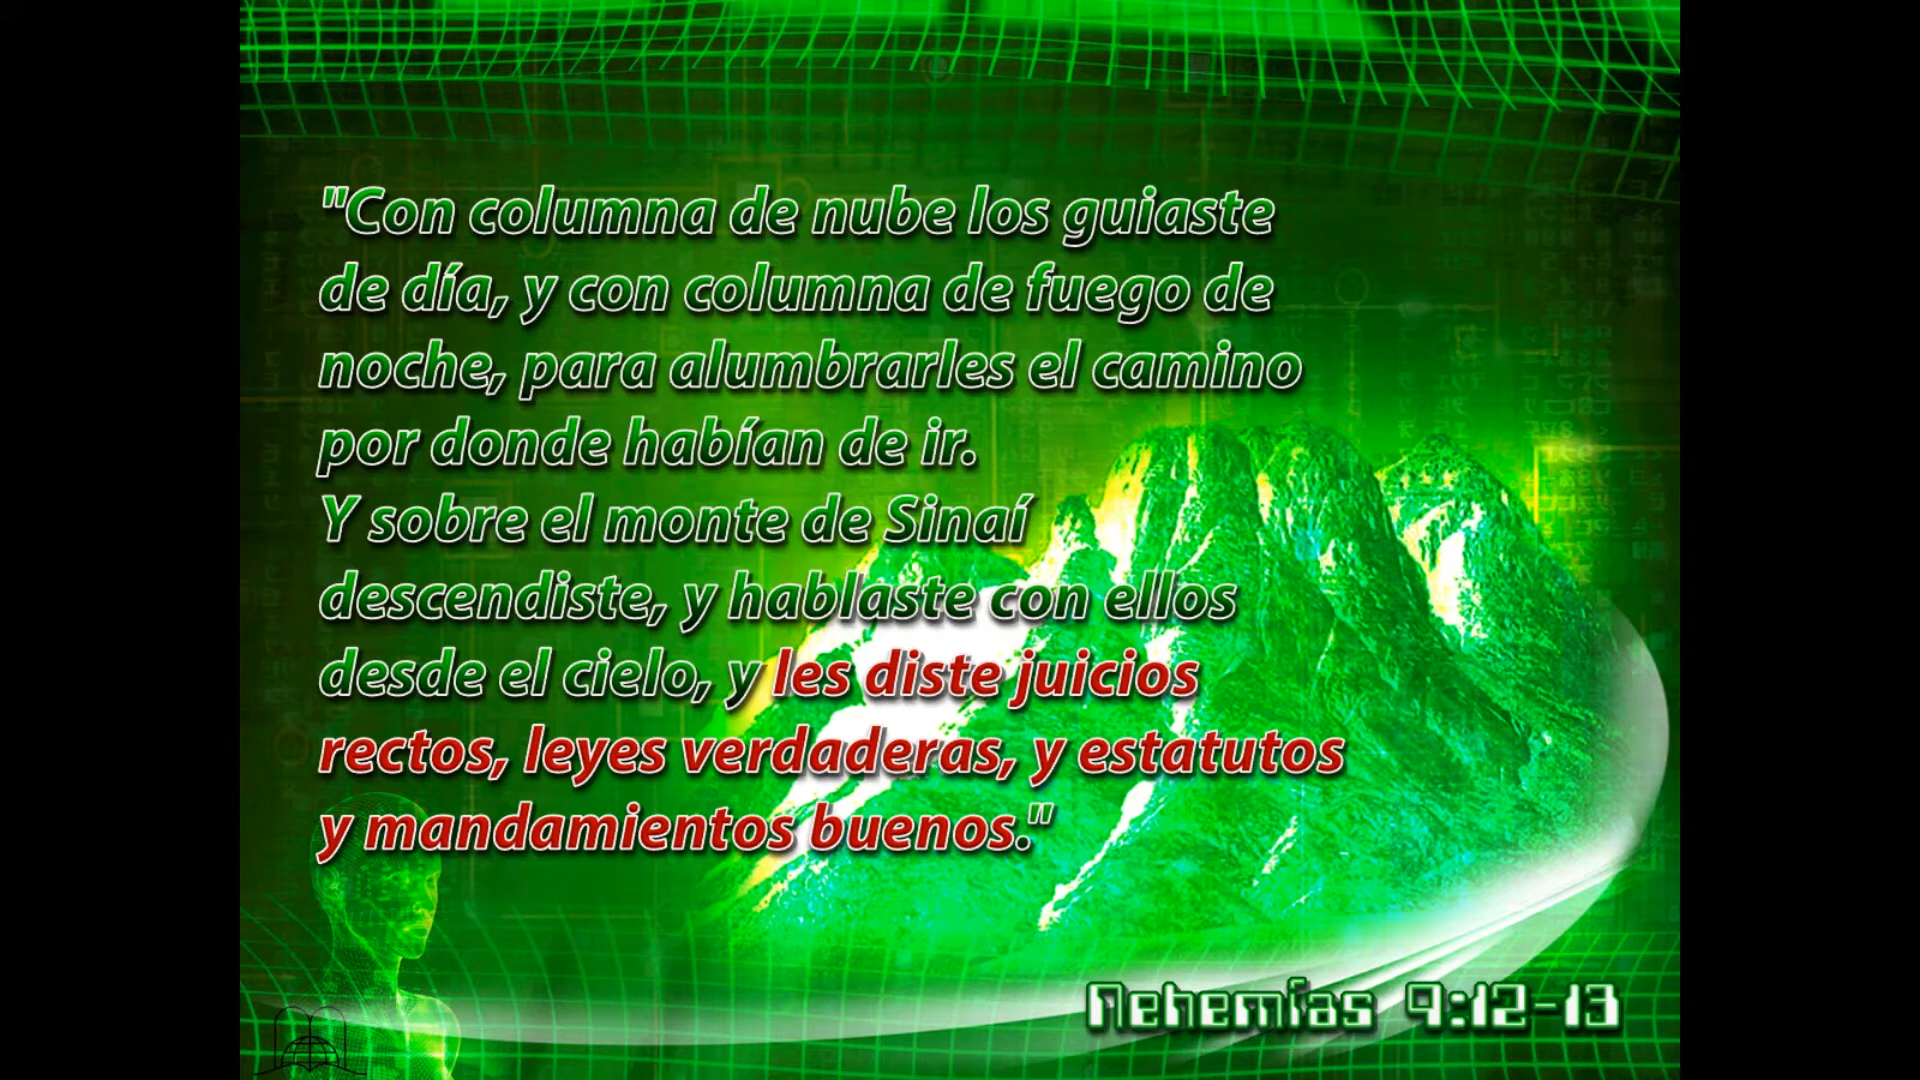 "Con columna de nube los guiaste
de día, y con columna de fuego de
noche, para alumbrarles el camino
por donde habían de ir.
Y sobre el monte de Sinaí
descendiste, y hablaste con ellos
desde el cielo, y les diste juicios
rectos, leyes verdaderas, y estatutos
y mandamientos buenos."
Nehemías 9:12-13